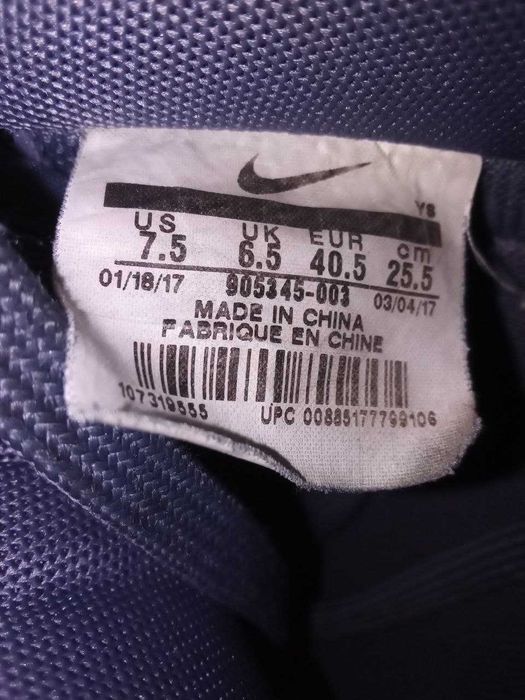 YS
US UK EUR cm
7.5 6.5 40.5 25.5
01/18/17 905345-003 03/04/17
MADE IN CHINA
FABRIQUE EN CHINE
107319555 UPC 00885177799106